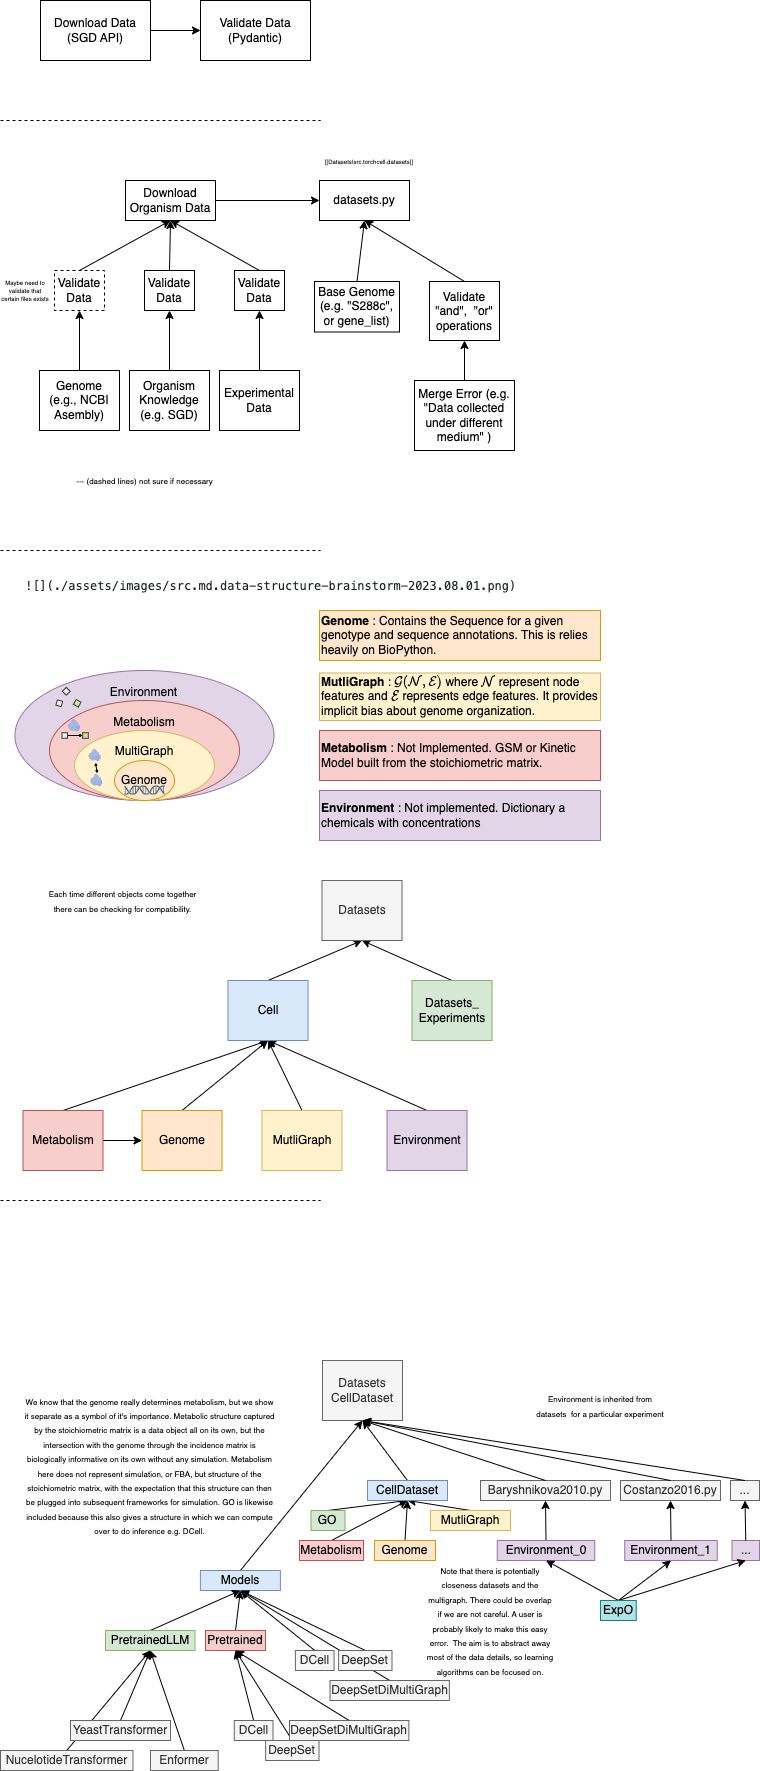 Download Data
(SGD API)
Validate Data
(Pydantic)
[[Datasets|src.torchcell.datasets]]
Download
Organism Data
datasets.py
Maybe need to
validate that
certain files exists
Validate
Data
Validate
Data
Validate
Data
Base Genome
(e.g. "S288c",
or gene_list)
Validate
"and", "or"
operations
Genome
(e.g., NCBI
Asembly)
Organism
Knowledge
(e.g. SGD)
Experimental
Data
Merge Error (e.g.
"Data collected
under different
medium" )
--- (dashed lines) not sure if necessary
![](./assets/images/src.md.data-structure-brainstorm-2023.08.01.png)
Environment
Metabolism
MultiGraph
Genome
Genome : Contains the Sequence for a given
genotype and sequence annotations. This is relies
heavily on BioPython.
MutliGraph : 𝒢(𝒩, ℰ) where 𝒩 represent node
features and ℰ represents edge features. It provides
implicit bias about genome organization.
Metabolism : Not Implemented. GSM or Kinetic
Model built from the stoichiometric matrix.
Environment : Not implemented. Dictionary a
chemicals with concentrations
Each time different objects come together
there can be checking for compatibility.
Datasets
Cell
Datasets_
Experiments
Metabolism
Genome
MutliGraph
Environment
Datasets
CellDataset
We know that the genome really determines metabolism, but we show
it separate as a symbol of it's importance. Metabolic structure captured
by the stoichiometric matrix is a data object all on its own, but the
intersection with the genome through the incidence matrix is
biologically informative on its own without any simulation. Metabolism
here does not represent simulation, or FBA, but structure of the
stoichiometric matrix, with the expectation that this structure can then
be plugged into subsequent frameworks for simulation. GO is likewise
included because this also gives a structure in which we can compute
over to do inference e.g. DCell.
Environment is inherited from
datasets for a particular experiment
CellDataset
Baryshnikova2010.py
Costanzo2016.py
...
GO
MutliGraph
Metabolism
Genome
Environment_0
Environment_1
...
Note that there is potentially
closeness datasets and the
multigraph. There could be overlap
if we are not careful. A user is
probably likely to make this easy
error. The aim is to abstract away
most of the data details, so learning
algorithms can be focused on.
ExpO
Models
PretrainedLLM
Pretrained
DCell
DeepSet
DeepSetDiMultiGraph
YeastTransformer
DCell
DeepSetDiMultiGraph
DeepSet
NucelotideTransformer
Enformer